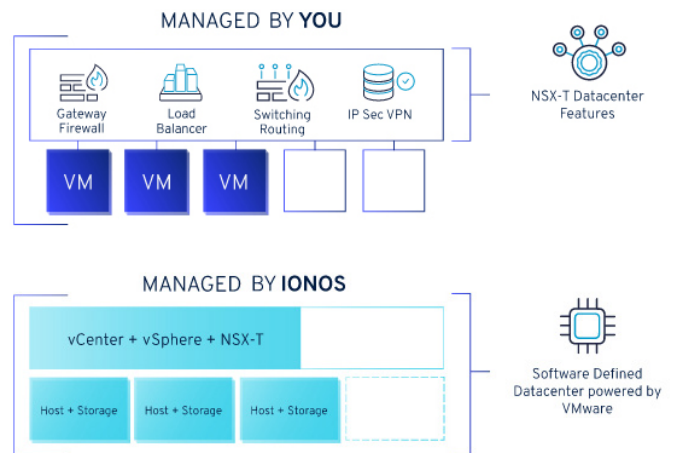 MANAGED BY YOU
Gateway
Firewall
Load
Balancer
Switching
Routing
IP Sec VPN
NSX-T Datacenter
Features
VM
VM
VM
MANAGED BY IONOS
vCenter + vSphere + NSX-T
Host + Storage
Host + Storage
Host + Storage
Software Defined
Datacenter powered by
VMware